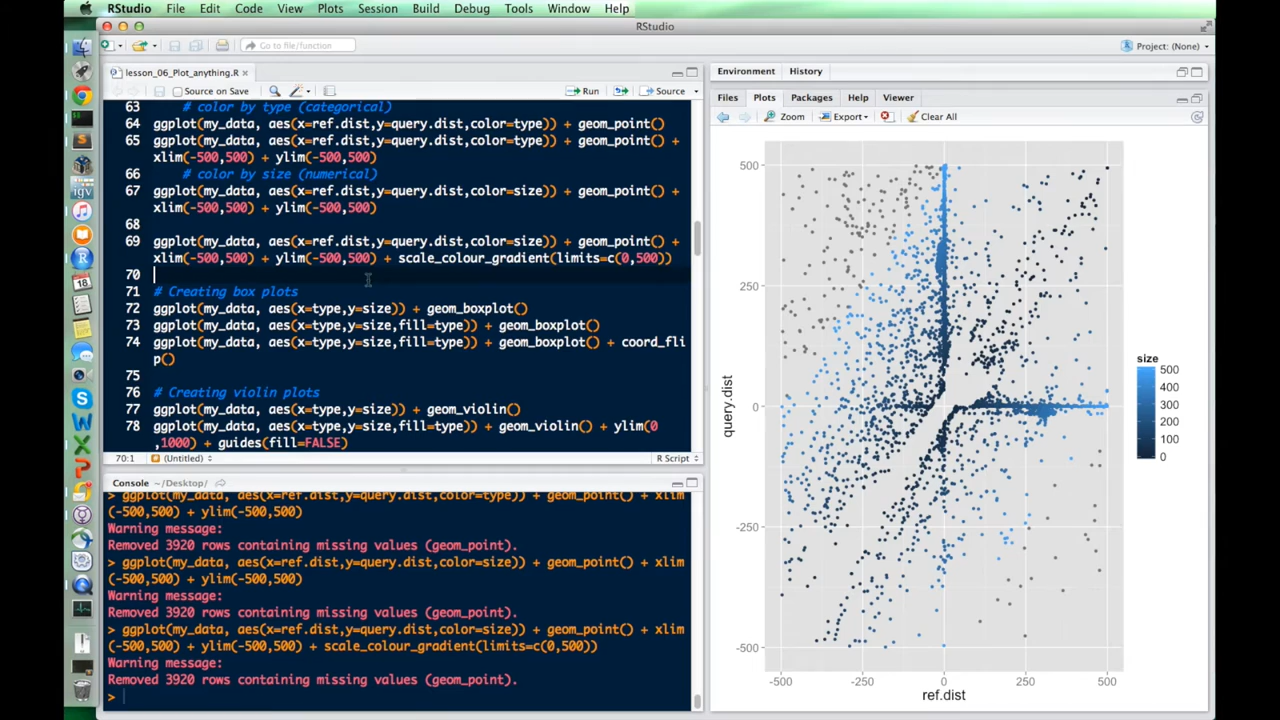 RStudio File Edit Code View Plots Session Build Debug Tools Window Help
RStudio
Go to file/function
Project: (None)
lesson_06_Plot_anything.R
Source on Save
Run
Source
63 # color by type (categorical)
64 ggplot(my_data, aes(x=ref.dist,y=query.dist,color=type)) + geom_point()
65 ggplot(my_data, aes(x=ref.dist,y=query.dist,color=type)) + geom_point() +
xlim(-500,500) + ylim(-500,500)
66 # color by size (numerical)
67 ggplot(my_data, aes(x=ref.dist,y=query.dist,color=size)) + geom_point() +
xlim(-500,500) + ylim(-500,500)
68
69 ggplot(my_data, aes(x=ref.dist,y=query.dist,color=size)) + geom_point() +
xlim(-500,500) + ylim(-500,500) + scale_colour_gradient(limits=c(0,500))
70
71 # Creating box plots
72 ggplot(my_data, aes(x=type,y=size)) + geom_boxplot()
73 ggplot(my_data, aes(x=type,y=size,fill=type)) + geom_boxplot()
74 ggplot(my_data, aes(x=type,y=size,fill=type)) + geom_boxplot() + coord_fli
p()
75
76 # Creating violin plots
77 ggplot(my_data, aes(x=type,y=size)) + geom_violin()
78 ggplot(my_data, aes(x=type,y=size,fill=type)) + geom_violin() + ylim(0
,1000) + guides(fill=FALSE)
70:1 (Untitled) R Script
Console ~/Desktop/
> ggplot(my_data, aes(x=ref.dist,y=query.dist,color=type)) + geom_point() + xlim
(-500,500) + ylim(-500,500)
Warning message:
Removed 3920 rows containing missing values (geom_point).
> ggplot(my_data, aes(x=ref.dist,y=query.dist,color=size)) + geom_point() + xlim
(-500,500) + ylim(-500,500)
Warning message:
Removed 3920 rows containing missing values (geom_point).
> ggplot(my_data, aes(x=ref.dist,y=query.dist,color=size)) + geom_point() + xlim
(-500,500) + ylim(-500,500) + scale_colour_gradient(limits=c(0,500))
Warning message:
Removed 3920 rows containing missing values (geom_point).
>
Environment History
Files Plots Packages Help Viewer
Zoom Export Clear All
500
250
0
-250
-500
query.dist
-500 -250 0 250 500
ref.dist
size
500
400
300
200
100
0
igv
18